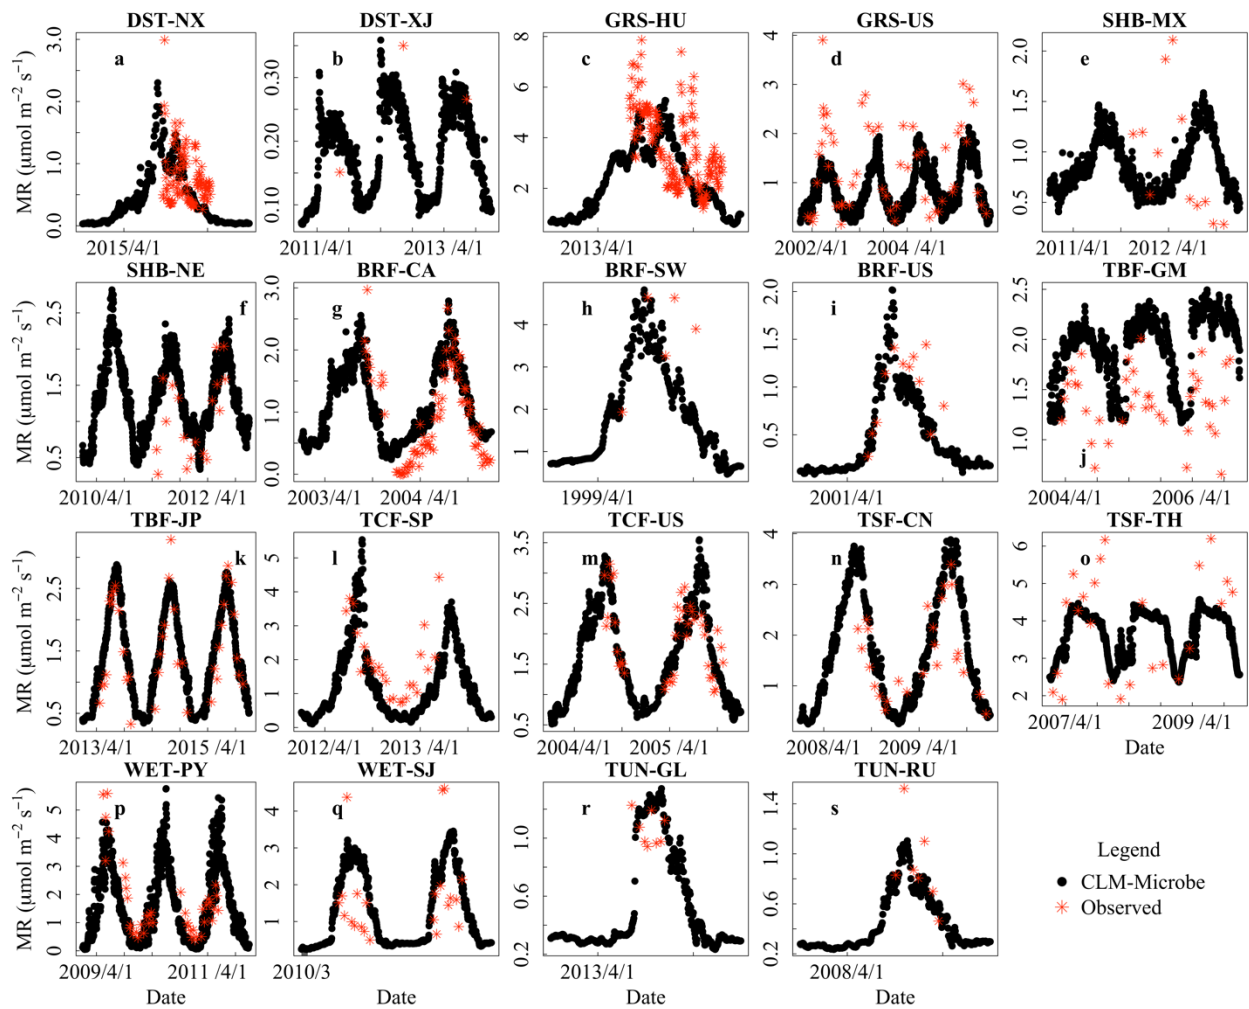 DST-NX DST-XJ GRS-HU GRS-US SHB-MX
a b c d e
MR (μmol m⁻² s⁻¹)
0.0 1.0 2.0 3.0
0.10 0.20 0.30
2 4 6 8
1 2 3 4
0.5 1.0 1.5 2.0
2015/4/1 2011/4/1 2013 /4/1 2013/4/1 2002/4/1 2004 /4/1 2011/4/1 2012 /4/1
SHB-NE BRF-CA BRF-SW BRF-US TBF-GM
f g h i j
MR (μmol m⁻² s⁻¹)
0.5 1.5 2.5
0.0 1.0 2.0 3.0
1 2 3 4
0.5 1.0 1.5 2.0
1.0 1.5 2.0 2.5
2010/4/1 2012 /4/1 2003/4/1 2004 /4/1 1999/4/1 2001/4/1 2004/4/1 2006 /4/1
TBF-JP TCF-SP TCF-US TSF-CN TSF-TH
k l m n o
MR (μmol m⁻² s⁻¹)
0.5 1.5 2.5
0 1 2 3 4 5
0.5 1.5 2.5 3.5
1 2 3 4
2 3 4 5 6
2013/4/1 2015 /4/1 2012/4/1 2013 /4/1 2004/4/1 2005 /4/1 2008/4/1 2009 /4/1 2007/4/1 2009 /4/1
Date
WET-PY WET-SJ TUN-GL TUN-RU
p q r s
MR (μmol m⁻² s⁻¹)
0 1 2 3 4 5 6
1 2 3 4
0.2 0.6 1.0
0.2 0.6 1.0 1.4
2009/4/1 2011 /4/1 2010/3 2013/4/1 2008/4/1
Date Date Date Date
Legend
CLM-Microbe
Observed